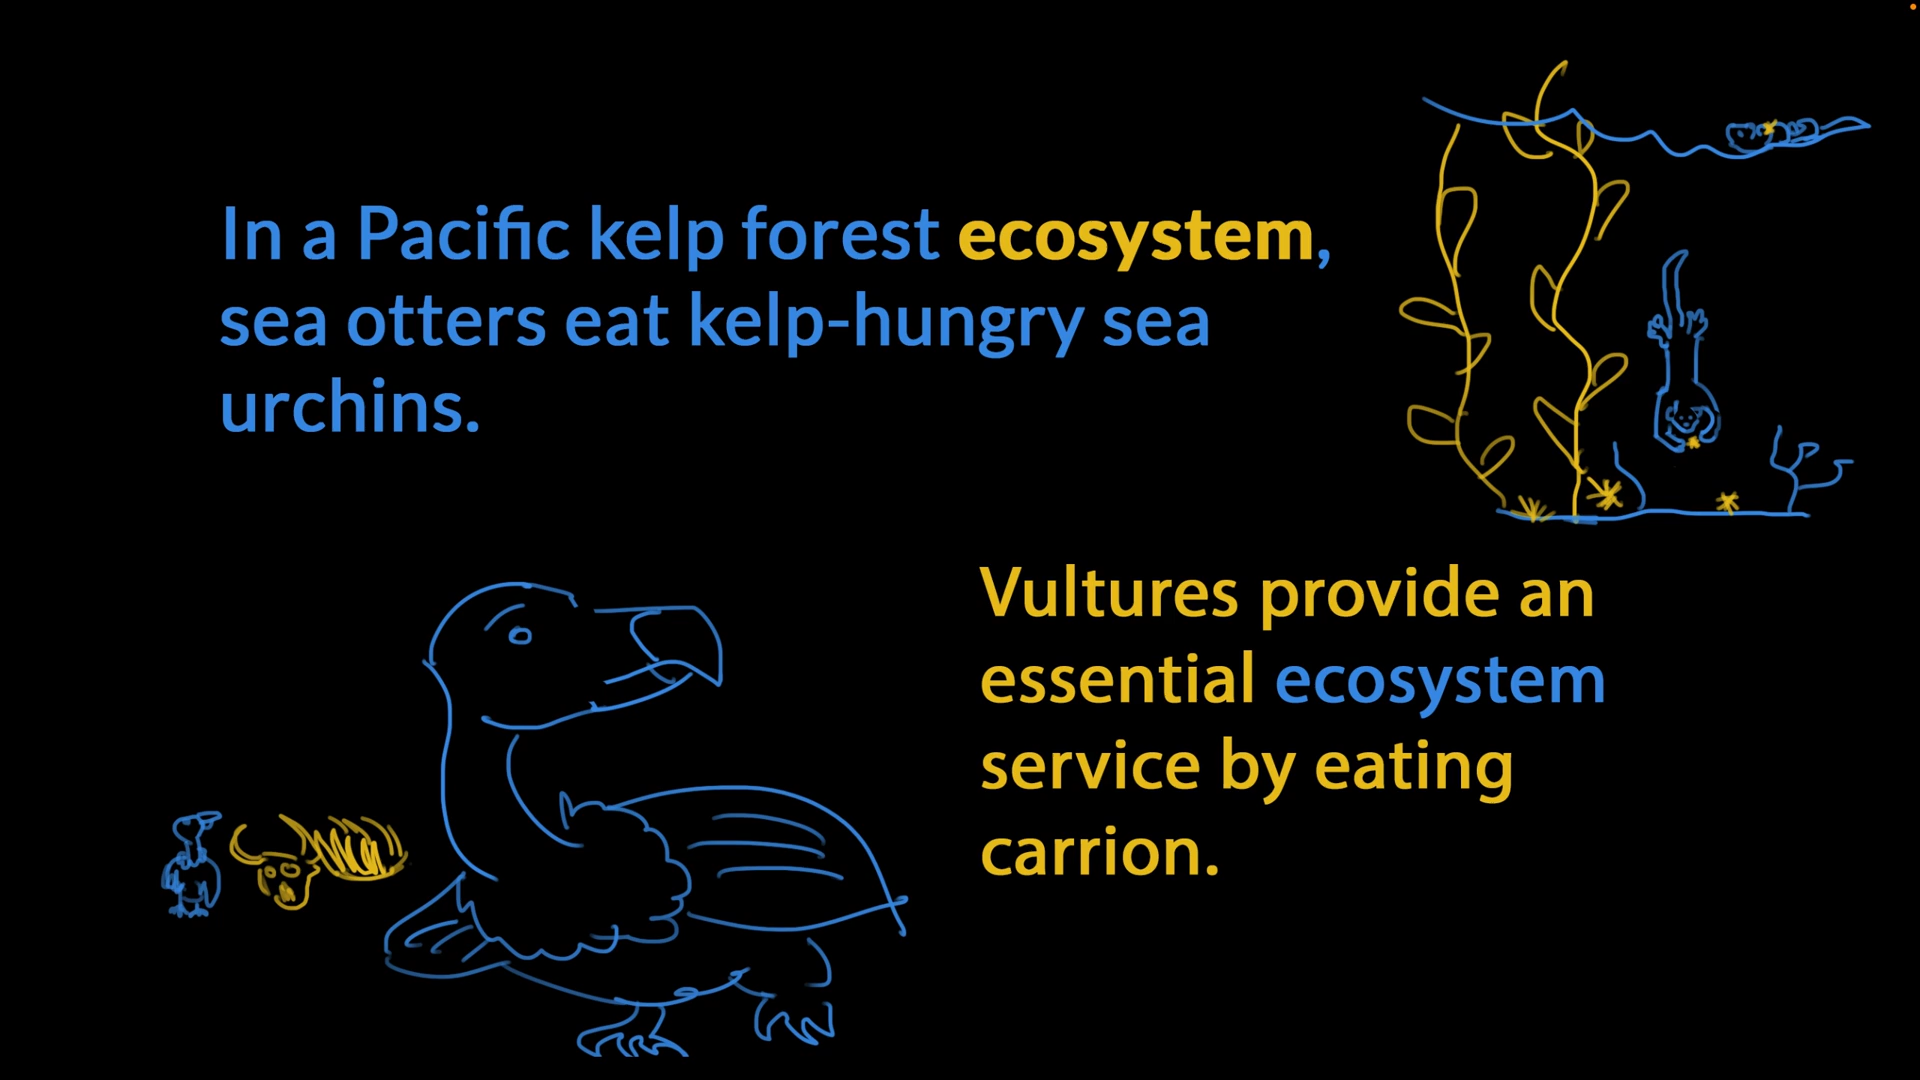 In a Pacific kelp forest ecosystem,
sea otters eat kelp-hungry sea
urchins.
Vultures provide an
essential ecosystem
service by eating
carrion.